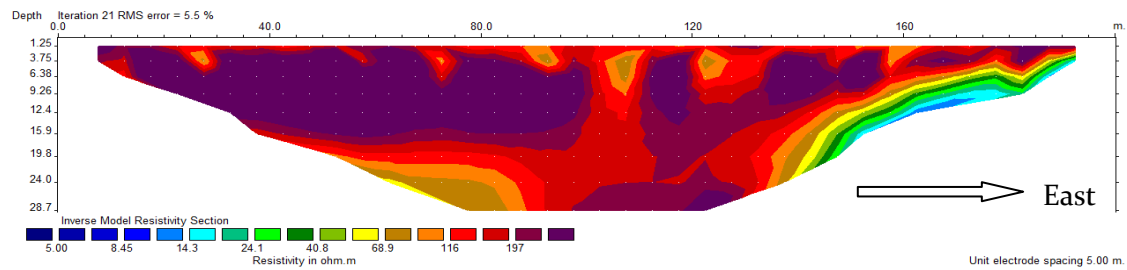 Depth Iteration 21 RMS error = 5.5 %
0.0 40.0 80.0 120 160 m.
1.25
3.75
6.38
9.26
12.4
15.9
19.8
24.0
28.7
East
Inverse Model Resistivity Section
5.00 8.45 14.3 24.1 40.8 68.9 116 197
Resistivity in ohm.m Unit electrode spacing 5.00 m.